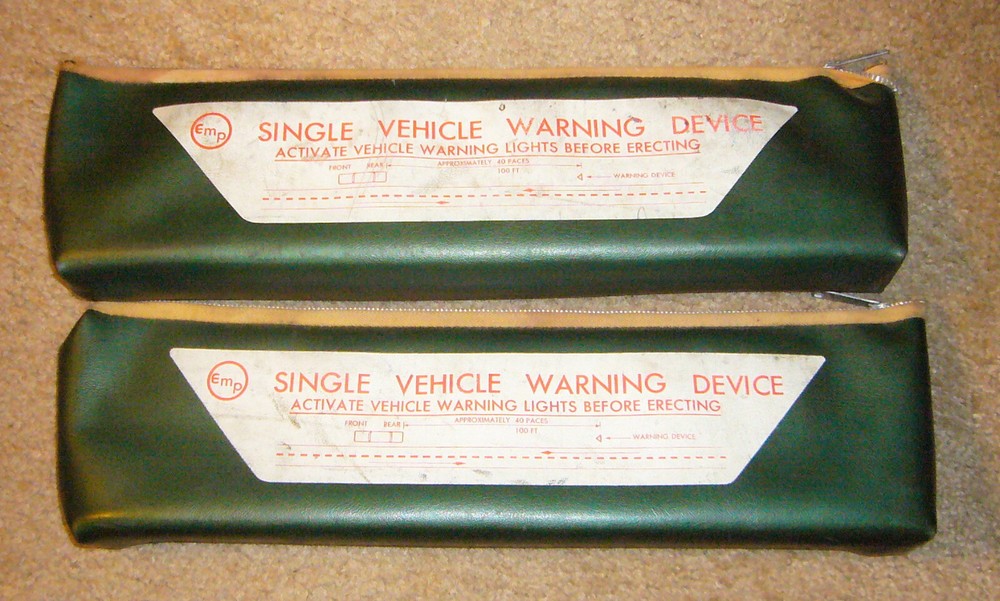 Emp
SINGLE VEHICLE WARNING DEVICE
ACTIVATE VEHICLE WARNING LIGHTS BEFORE ERECTING
FRONT REAR APPROXIMATELY 40 PACES
100 FT. WARNING DEVICE
Emp
SINGLE VEHICLE WARNING DEVICE
ACTIVATE VEHICLE WARNING LIGHTS BEFORE ERECTING
FRONT REAR APPROXIMATELY 40 PACES
100 FT. WARNING DEVICE